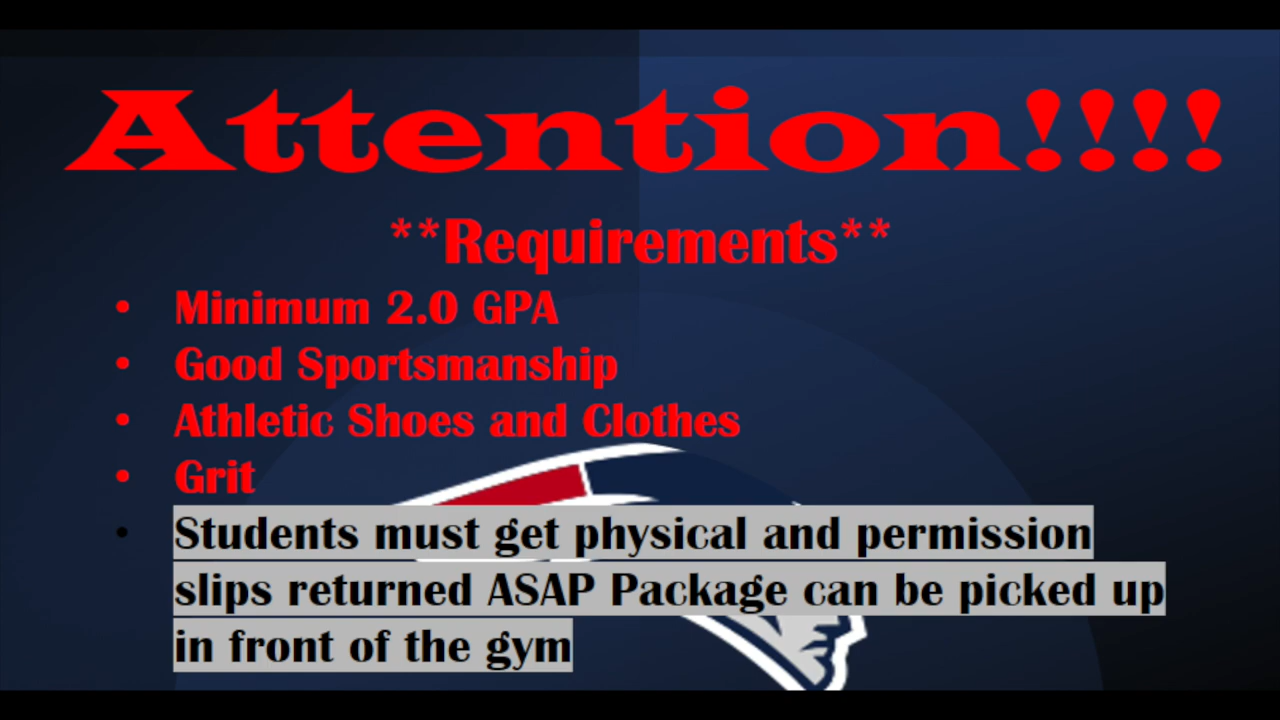 Attention!!!!
**Requirements**
• Minimum 2.0 GPA
• Good Sportsmanship
• Athletic Shoes and Clothes
• Grit
• Students must get physical and permission
slips returned ASAP Package can be picked up
in front of the gym